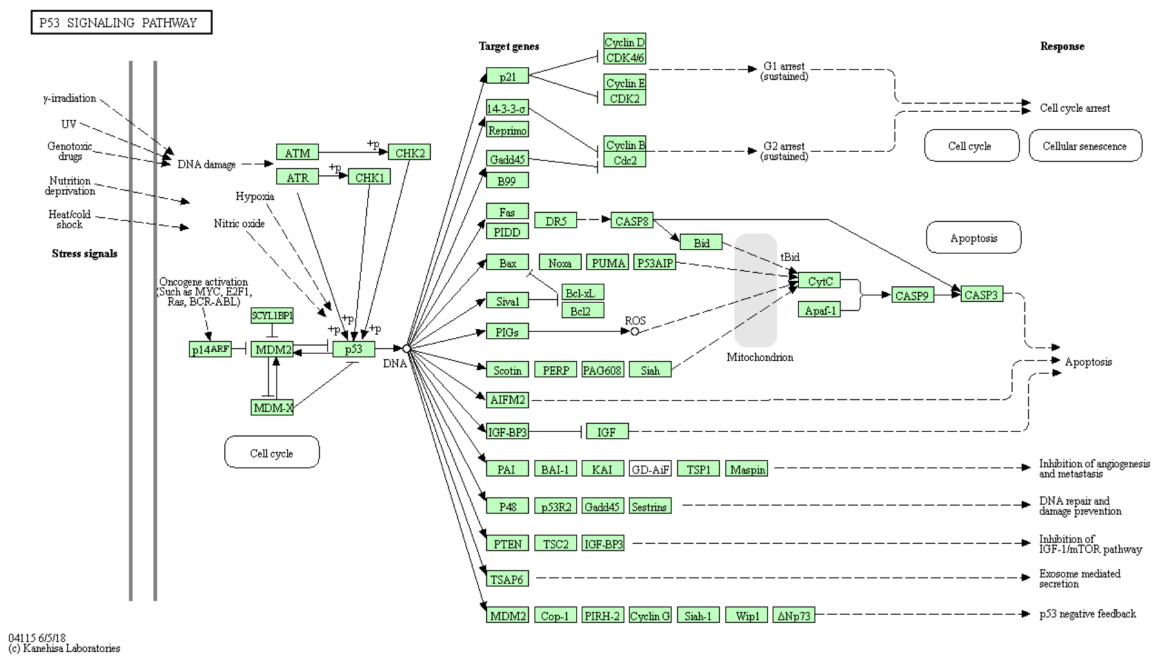 P53 SIGNALING PATHWAY
Target genes
Response
γ-irradiation
UV
Genotoxic
drugs
Nutrition
deprivation
Heat/cold
shock
Stress signals
DNA damage
ATM
+p
CHK2
ATR
+p
CHK1
Hypoxia
Nitric oxide
Oncogene activation
(Such as MYC, E2F1,
Ras, BCR-ABL)
SCYL1BP1
+p
+p
+p
p14ARF
MDM2
p53
DNA
MDM-X
Cell cycle
p21
Cyclin D
CDK4/6
Cyclin E
CDK2
G1 arrest
(sustained)
14-3-3-σ
Reprimo
Gadd45
B99
Cyclin B
Cdc2
G2 arrest
(sustained)
Cell cycle arrest
Cell cycle
Cellular senescence
Fas
PIDD
DR5
CASP8
Bid
tBid
Apoptosis
Bax
Noxa
PUMA
P53AIP
CytC
Siva1
Bcl-xL
Bcl2
Apaf-1
CASP9
CASP3
PIGs
ROS
Mitochondrion
Scotin
PERP
PAG608
Siah
Apoptosis
AIFM2
IGF-BP3
IGF
PAI
BAI-1
KAI
GD-AiF
TSP1
Maspin
Inhibition of angiogenesis
and metastasis
P48
p53R2
Gadd45
Sestrins
DNA repair and
damage prevention
PTEN
TSC2
IGF-BP3
Inhibition of
IGF-1/mTOR pathway
TSAP6
Exosome mediated
secretion
MDM2
Cop-1
PIRH-2
Cyclin G
Siah-1
Wip1
ΔNp73
p53 negative feedback
04115 6/5/18
(c) Kanehisa Laboratories